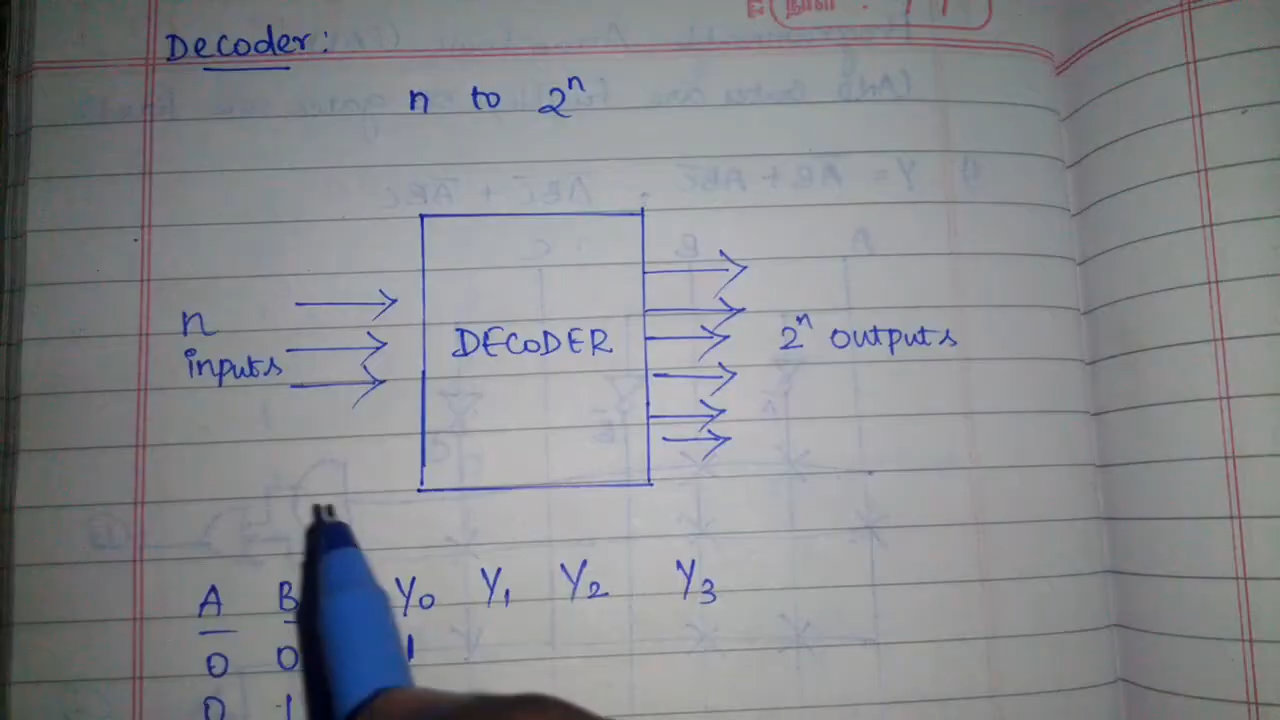 நாள் :
Decoder:
n to 2ⁿ
n inputs
DECODER
2ⁿ outputs
A B Y₀ Y₁ Y₂ Y₃
0 0 1
0 1